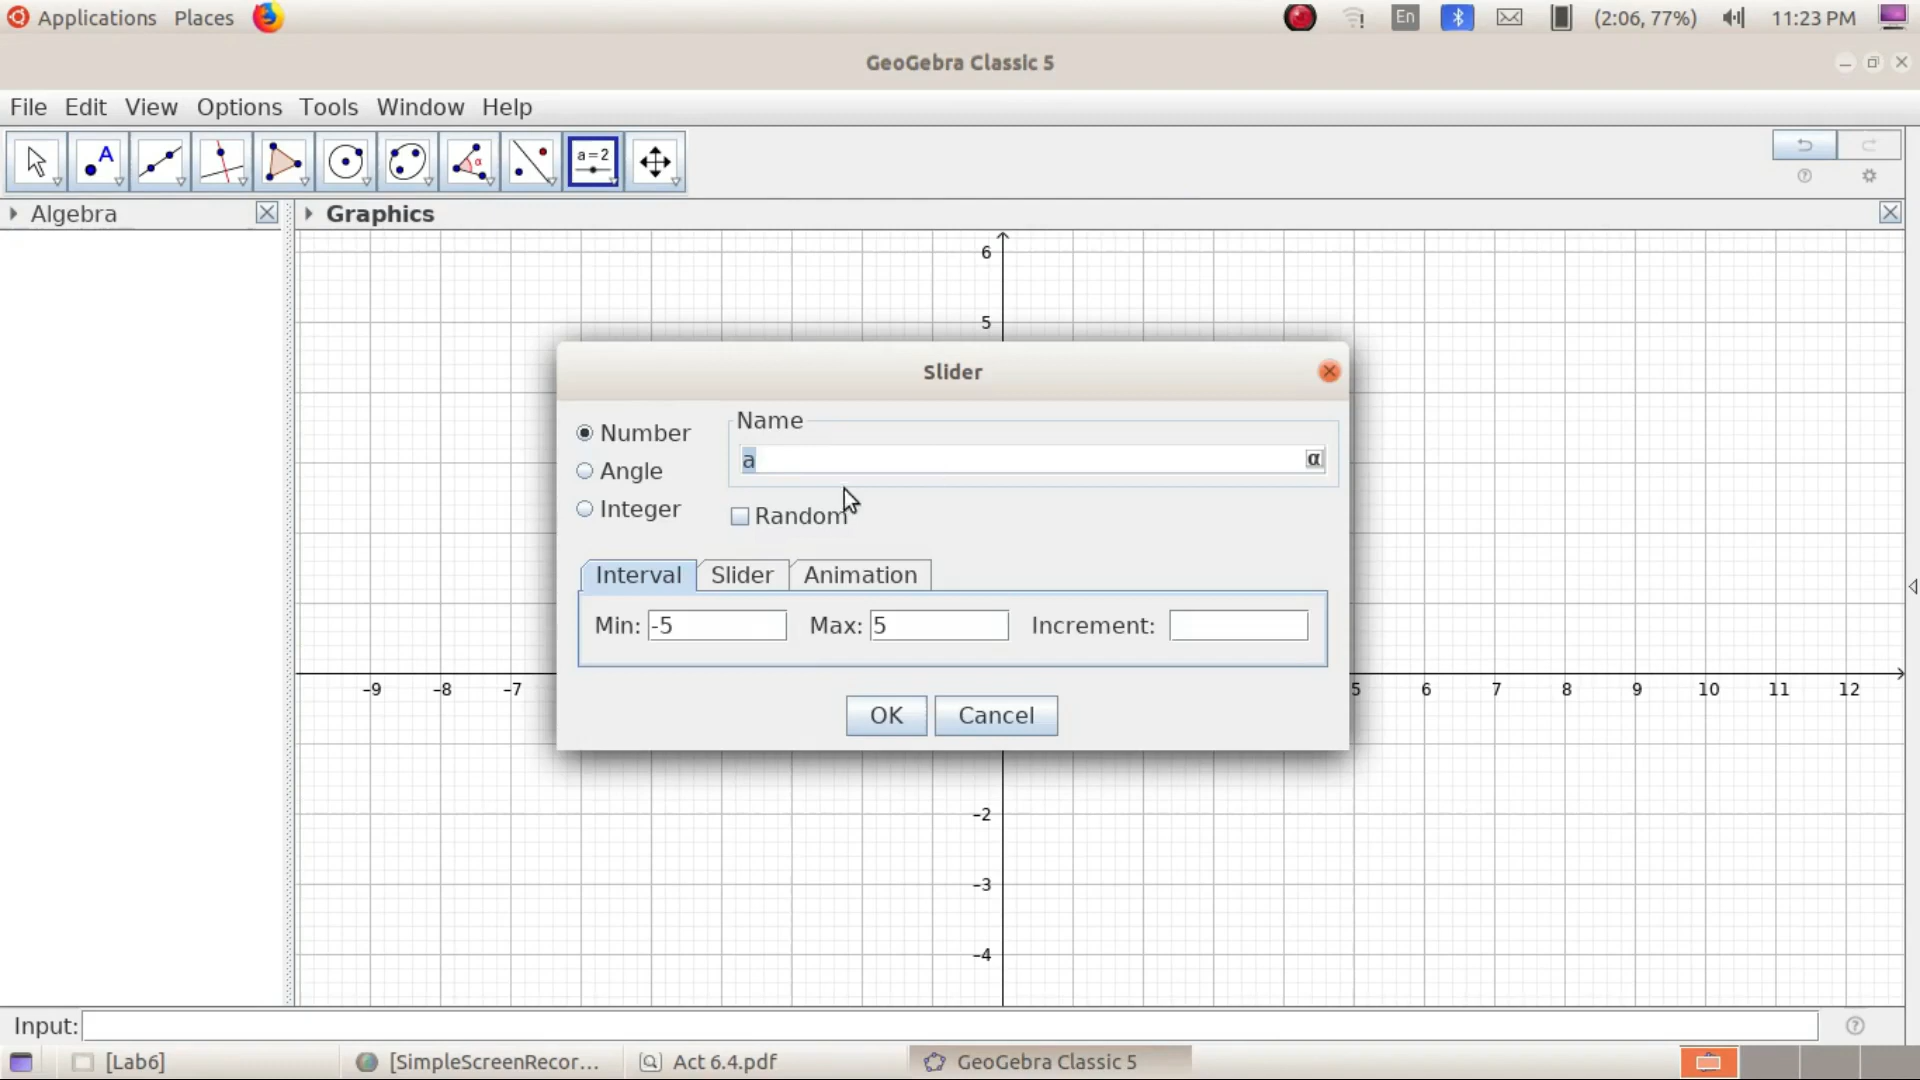 Applications Places En (2:06, 77%) 11:23 PM
GeoGebra Classic 5
File Edit View Options Tools Window Help
A α a=2
Algebra Graphics
6
5
Slider
Number
Angle
Integer
Name
a α
Random
Interval Slider Animation
Min: -5 Max: 5 Increment:
OK Cancel
-9 -8 -7 5 6 7 8 9 10 11 12
-2
-3
-4
Input:
[Lab6] [SimpleScreenRecor... Act 6.4.pdf GeoGebra Classic 5